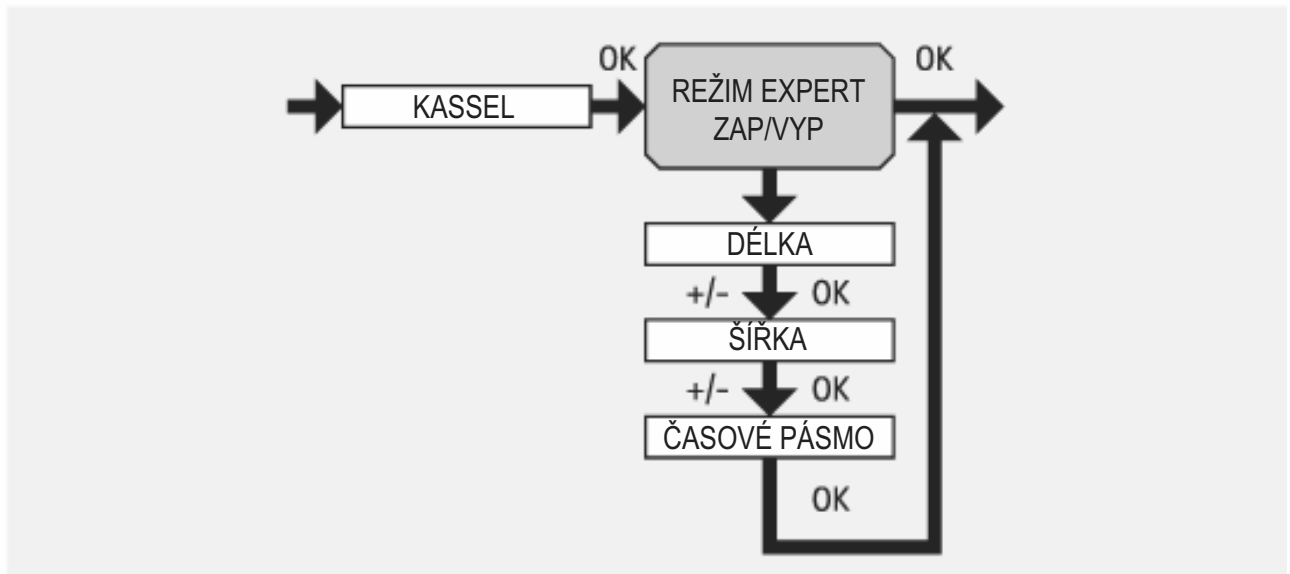 OK
OK
KASSEL
REŽIM EXPERT
ZAP/VYP
DÉLKA
+/- OK
ŠÍŘKA
+/- OK
ČASOVÉ PÁSMO
OK